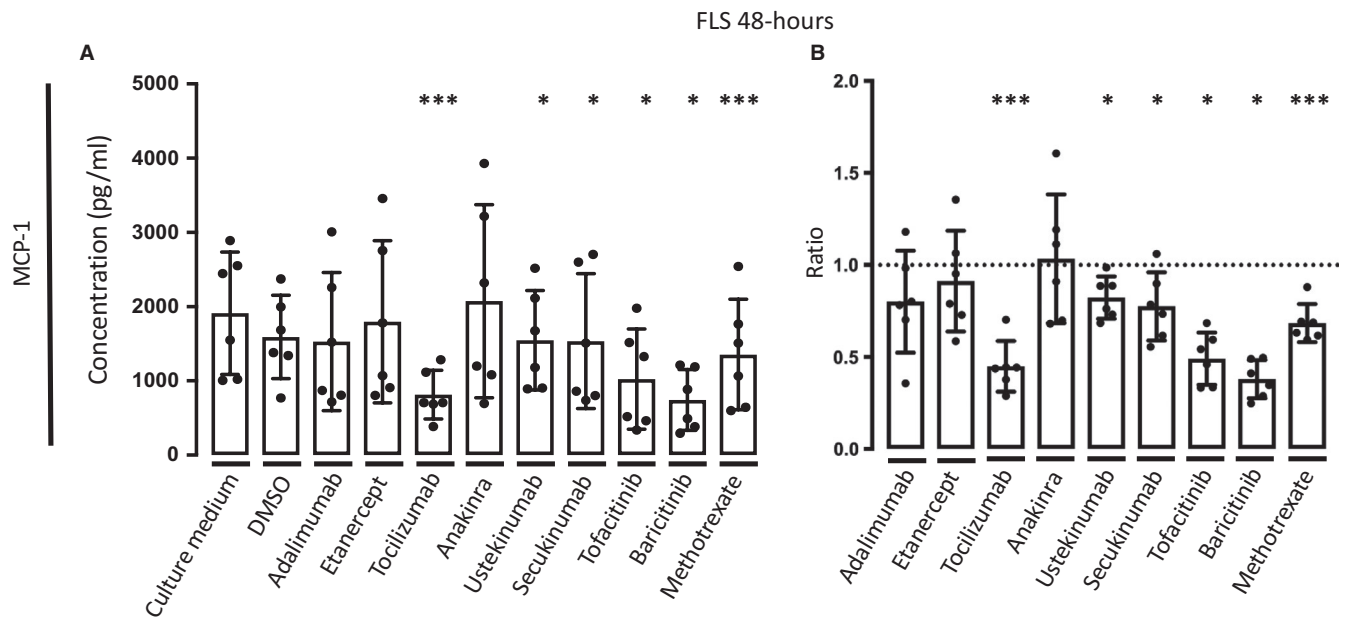 FLS 48-hours
A
B
MCP-1
Concentration (pg/ml)
5000
4000
3000
2000
1000
0
*** * * * * ***
Culture medium
DMSO
Adalimumab
Etanercept
Tocilizumab
Anakinra
Ustekinumab
Secukinumab
Tofacitinib
Baricitinib
Methotrexate
Ratio
2.0
1.5
1.0
0.5
0.0
*** * * * * ***
Adalimumab
Etanercept
Tocilizumab
Anakinra
Ustekinumab
Secukinumab
Tofacitinib
Baricitinib
Methotrexate